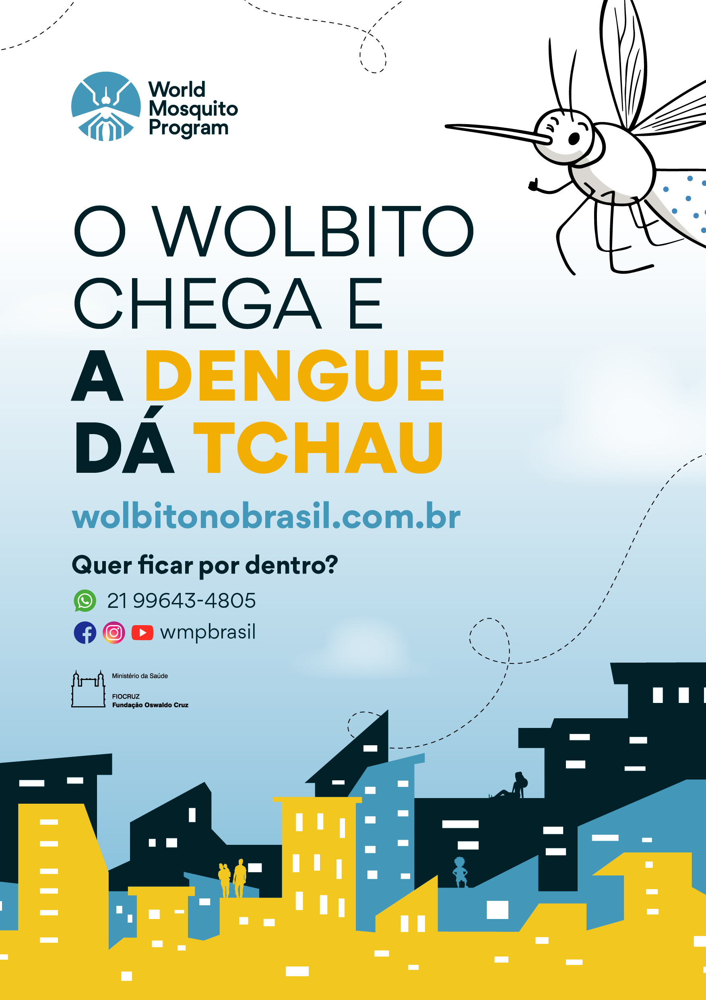 World
Mosquito
Program
O WOLBITO
CHEGA E
A DENGUE
DÁ TCHAU
wolbitonobrasil.com.br
Quer ficar por dentro?
21 99643-4805
wmpbrasil
Ministério da Saúde
FIOCRUZ
Fundação Oswaldo Cruz